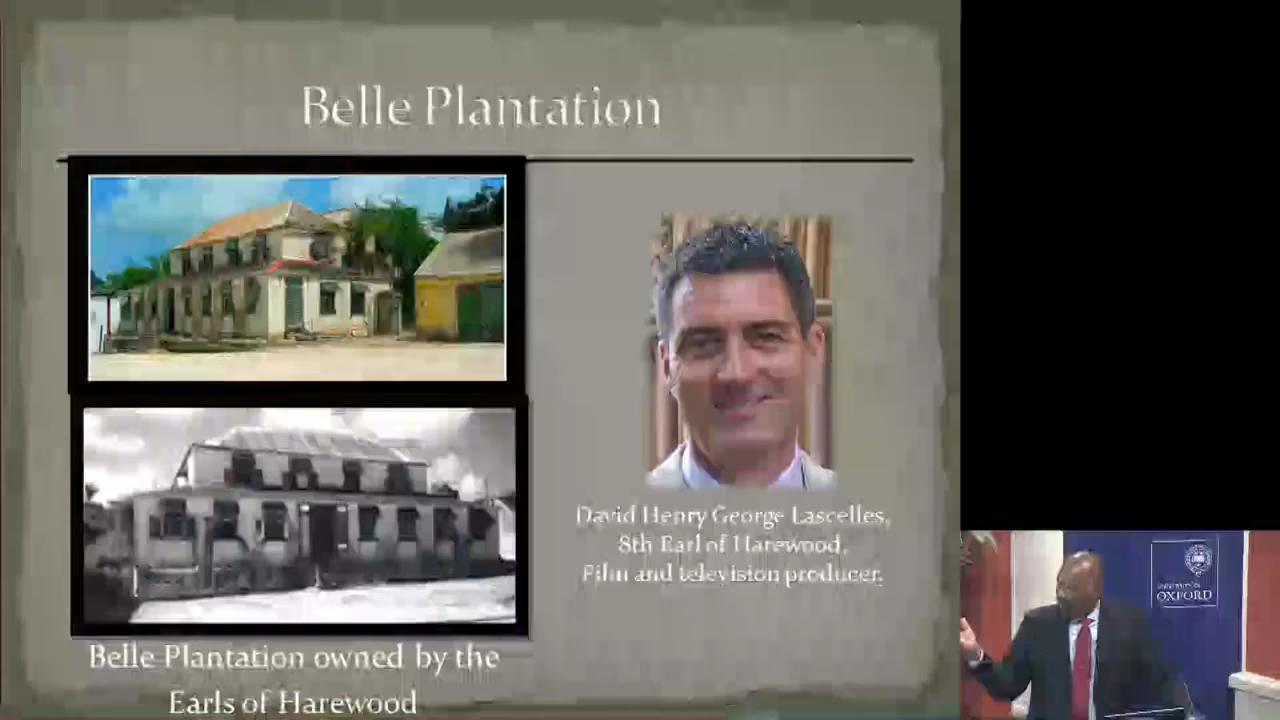 Belle Plantation
David Henry George Lascelles,
8th Earl of Harewood,
Film and television producer.
Belle Plantation owned by the
Earls of Harewood
UNIVERSITY OF
OXFORD